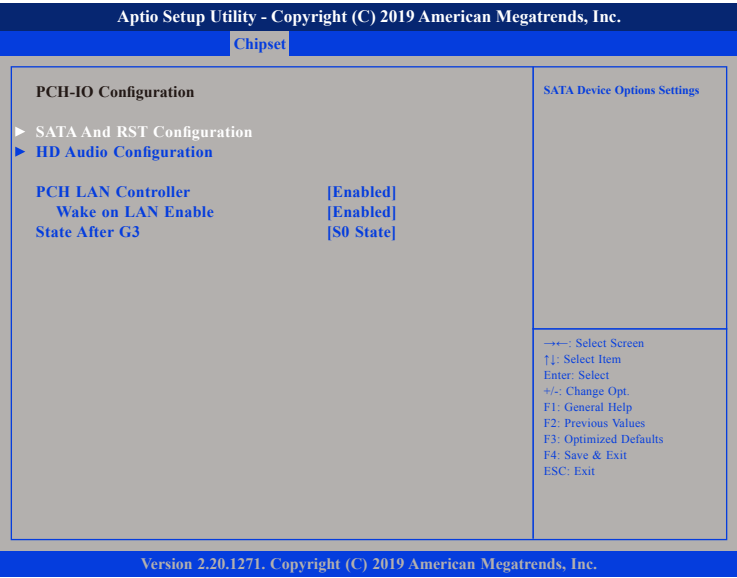 Aptio Setup Utility - Copyright (C) 2019 American Megatrends, Inc.
Chipset
PCH-IO Configuration
► SATA And RST Configuration
► HD Audio Configuration
PCH LAN Controller [Enabled]
Wake on LAN Enable [Enabled]
State After G3 [S0 State]
SATA Device Options Settings
→←: Select Screen
↑↓: Select Item
Enter: Select
+/-: Change Opt.
F1: General Help
F2: Previous Values
F3: Optimized Defaults
F4: Save & Exit
ESC: Exit
Version 2.20.1271. Copyright (C) 2019 American Megatrends, Inc.